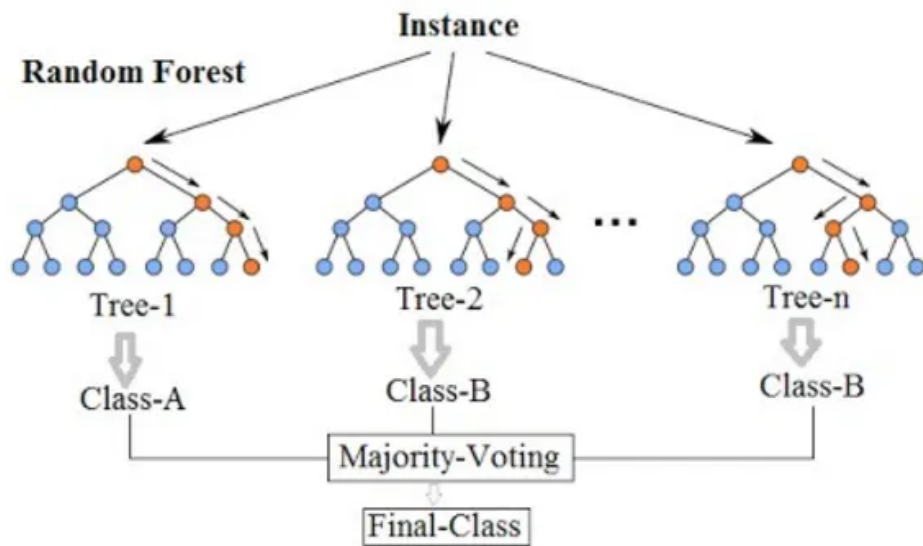 Instance
Random Forest
...
Tree-1
Tree-2
Tree-n
Class-A
Class-B
Class-B
Majority-Voting
Final-Class